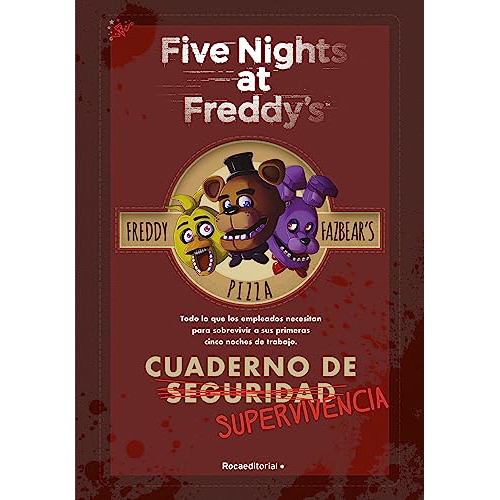 Five Nights
at
Freddy's™
FREDDY FAZBEAR'S
PIZZA
Todo lo que los empleados necesitan
para sobrevivir a sus primeras
cinco noches de trabajo.
CUADERNO DE
SEGURIDAD
SUPERVIVENCIA
Rocaeditorial